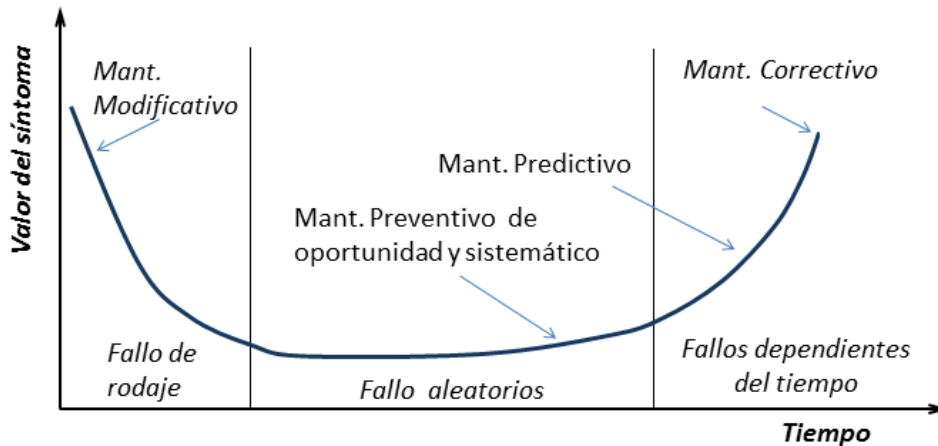 Valor del síntoma
Mant.
Modificativo
Mant. Correctivo
Mant. Predictivo
Mant. Preventivo de
oportunidad y sistemático
Fallo de
rodaje
Fallo aleatorios
Fallos dependientes
del tiempo
Tiempo